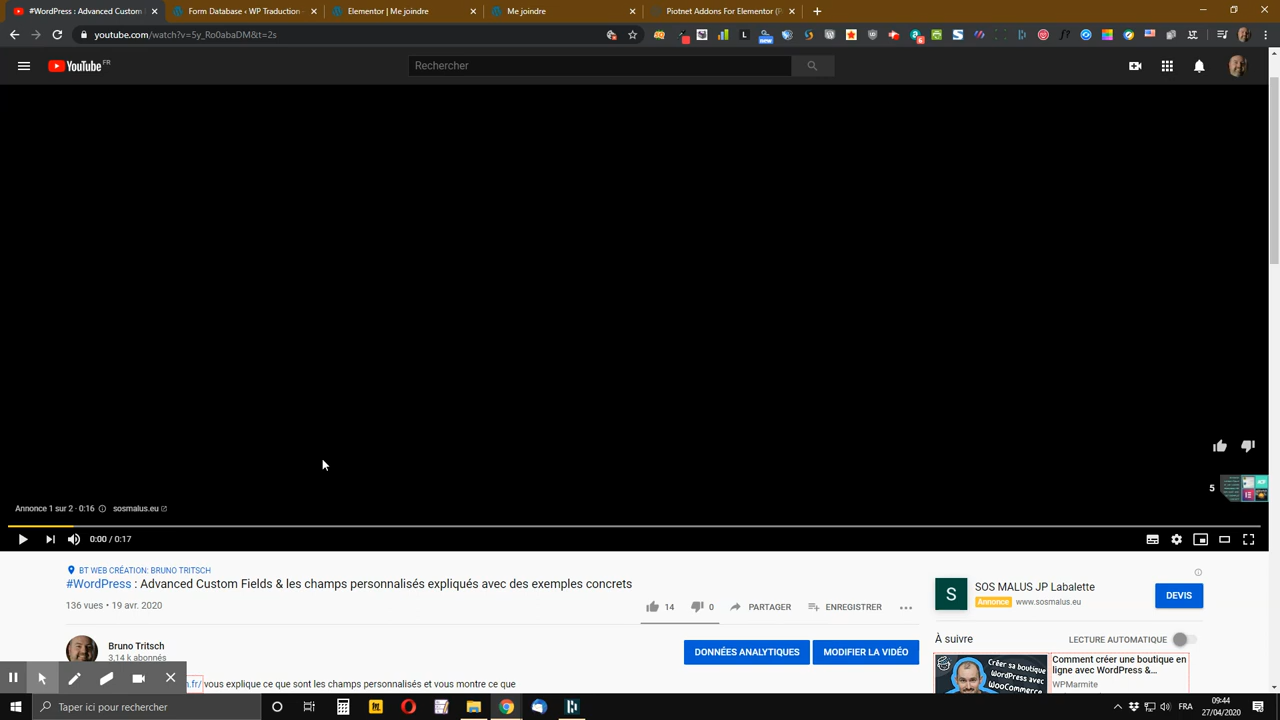 #WordPress : Advanced Custom
Form Database ‹ WP Traduction -
Elementor | Me joindre
Me joindre
Piotnet Addons For Elementor (P
youtube.com/watch?v=5y_Ro0abaDM&t=2s
YouTube FR
Rechercher
5
Annonce 1 sur 2 · 0:16
sosmalus.eu
0:00 / 0:17
BT WEB CRÉATION: BRUNO TRITSCH
#WordPress : Advanced Custom Fields & les champs personnalisés expliqués avec des exemples concrets
136 vues • 19 avr. 2020
14
0
PARTAGER
ENREGISTRER
S
SOS MALUS JP Labalette
Annonce www.sosmalus.eu
DEVIS
À suivre
LECTURE AUTOMATIQUE
Bruno Tritsch
3,14 k abonnés
DONNÉES ANALYTIQUES
MODIFIER LA VIDÉO
Créer sa boutique
WordPress avec
WooCommerce
Comment créer une boutique en
ligne avec WordPress &...
WPMarmite
.fr/ vous explique ce que sont les champs personnalisés et vous montre ce que
Taper ici pour rechercher
FRA
09:44
27/04/2020